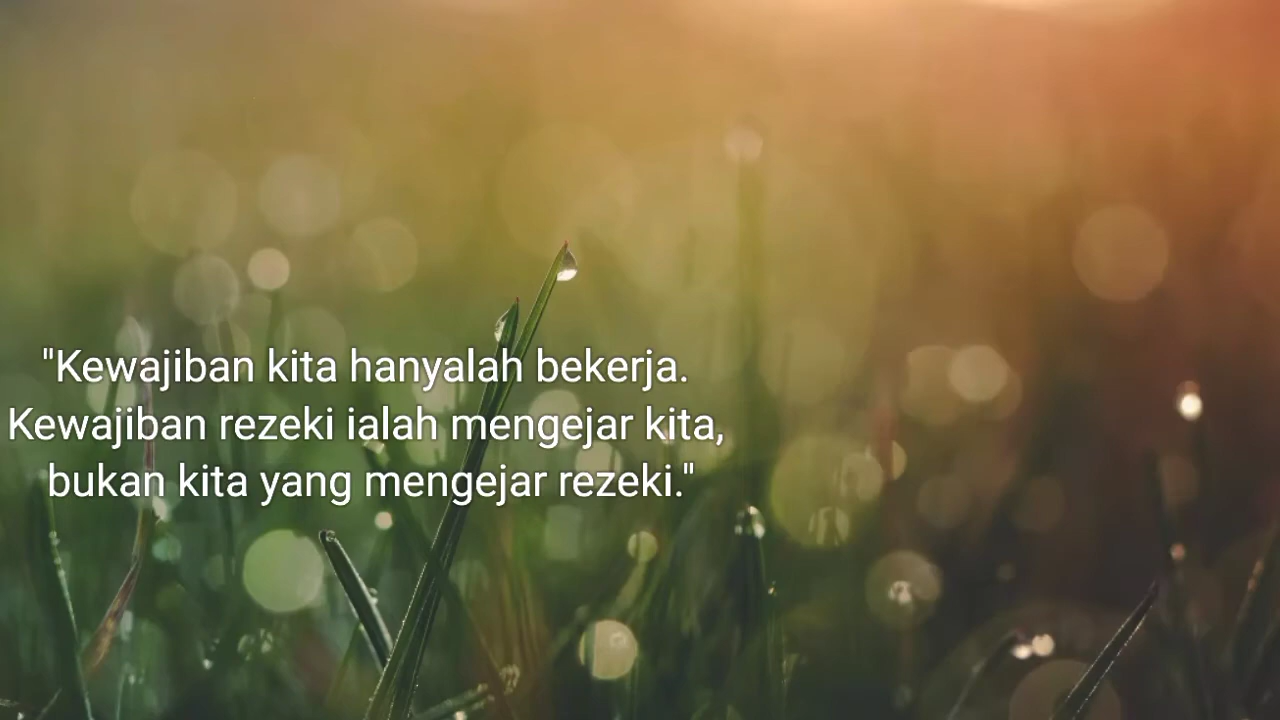 "Kewajiban kita hanyalah bekerja.
Kewajiban rezeki ialah mengejar kita,
bukan kita yang mengejar rezeki."